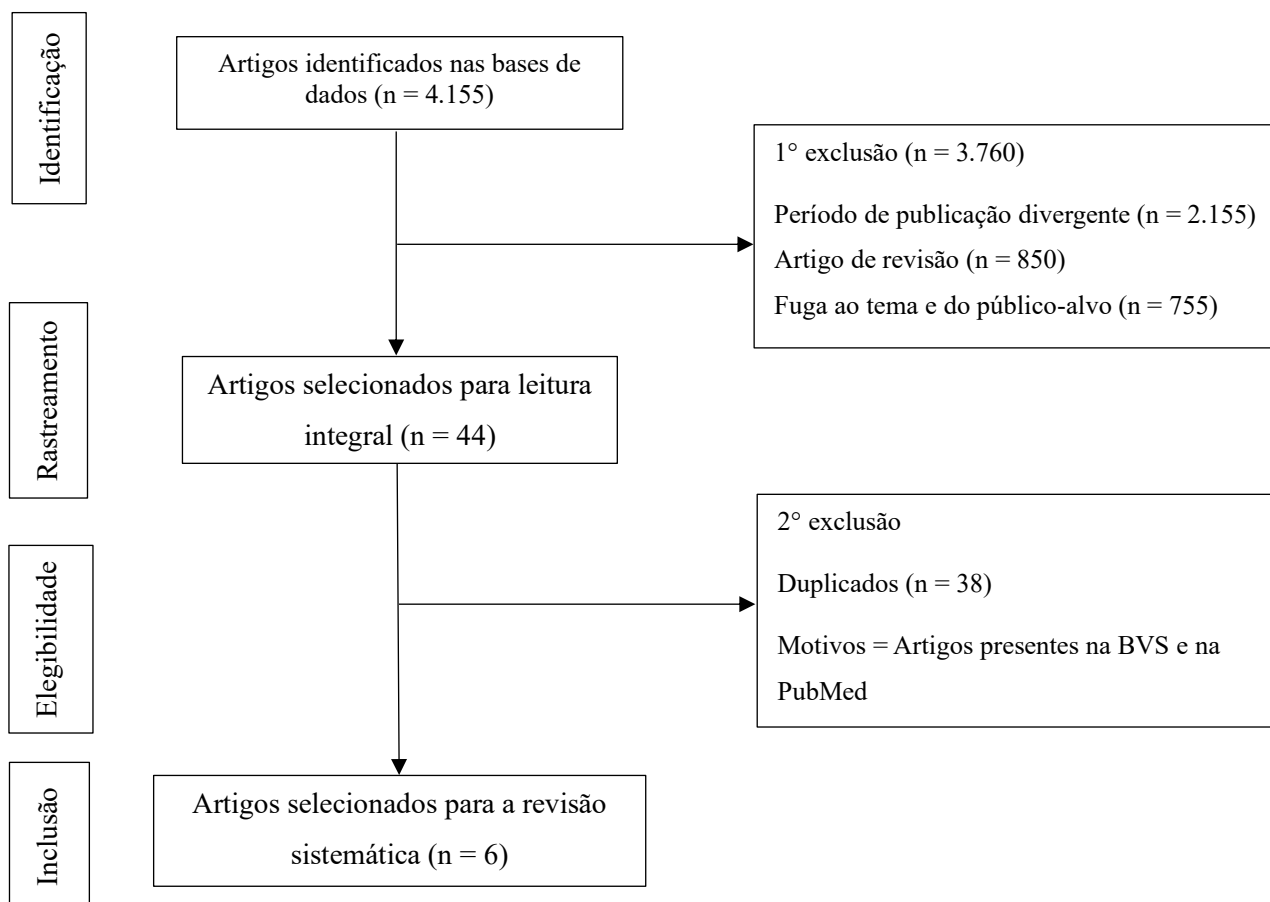 Identificação
Artigos identificados nas bases de
dados (n = 4.155)
1° exclusão (n = 3.760)
Período de publicação divergente (n = 2.155)
Artigo de revisão (n = 850)
Fuga ao tema e do público-alvo (n = 755)
Rastreamento
Artigos selecionados para leitura
integral (n = 44)
2° exclusão
Duplicados (n = 38)
Motivos = Artigos presentes na BVS e na
PubMed
Elegibilidade
Inclusão
Artigos selecionados para a revisão
sistemática (n = 6)